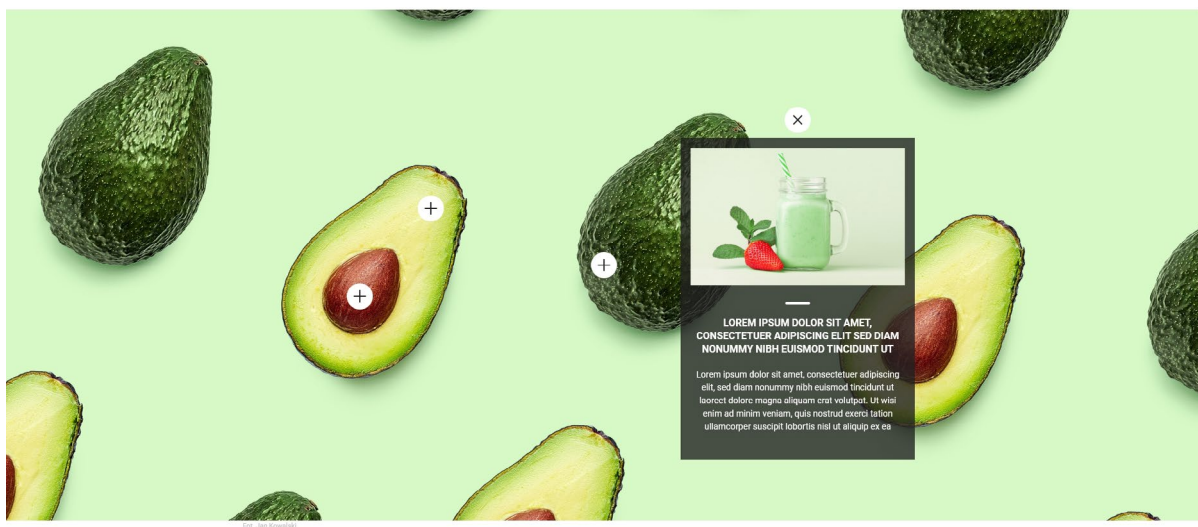 LOREM IPSUM DOLOR SIT AMET,
CONSECTETUER ADIPISCING ELIT SED DIAM
NONUMMY NIBH EUISMOD TINCIDUNT UT
Lorem ipsum dolor sit amet, consectetuer adipiscing
elit, sed diam nonummy nibh euismod tincidunt ut
laoreet dolore magna aliquam erat volutpat. Ut wisi
enim ad minim veniam, quis nostrud exerci tation
ullamcorper suscipit lobortis nisl ut aliquip ex ea
Jan Kowalski